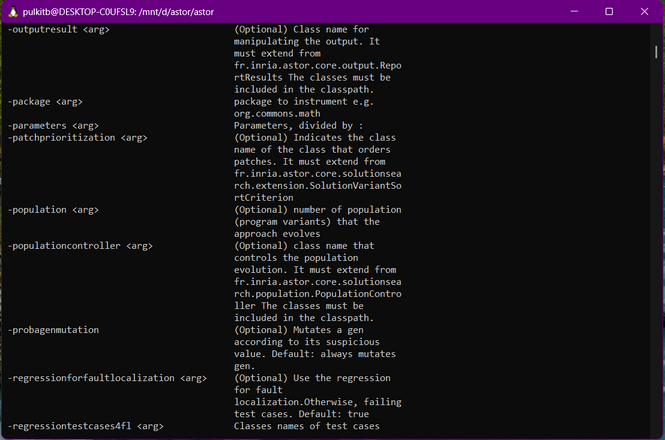 pulkitb@DESKTOP-C0UFSL9: /mnt/d/astor/astor
-outputresult <arg> (Optional) Class name for
manipulating the output. It
must extend from
fr.inria.astor.core.output.Repo
rtResults The classes must be
included in the classpath.
-package <arg> package to instrument e.g.
org.commons.math
-parameters <arg> Parameters, divided by :
-patchprioritization <arg> (Optional) Indicates the class
name of the class that orders
patches. It must extend from
fr.inria.astor.core.solutionsea
rch.extension.SolutionVariantSo
rtCriterion
-population <arg> (Optional) number of population
(program variants) that the
approach evolves
-populationcontroller <arg> (Optional) class name that
controls the population
evolution. It must extend from
fr.inria.astor.core.solutionsea
rch.population.PopulationContro
ller The classes must be
included in the classpath.
-probagenmutation (Optional) Mutates a gen
according to its suspicious
value. Default: always mutates
gen.
-regressionforfaultlocalization <arg> (Optional) Use the regression
for fault
localization.Otherwise, failing
test cases. Default: true
-regressiontestcases4fl <arg> Classes names of test cases